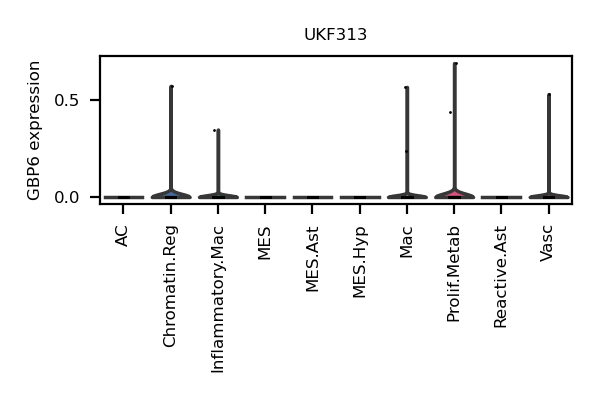 UKF313
GBP6 expression
0.5
0.0
AC
Chromatin.Reg
Inflammatory.Mac
MES
MES.Ast
MES.Hyp
Mac
Prolif.Metab
Reactive.Ast
Vasc